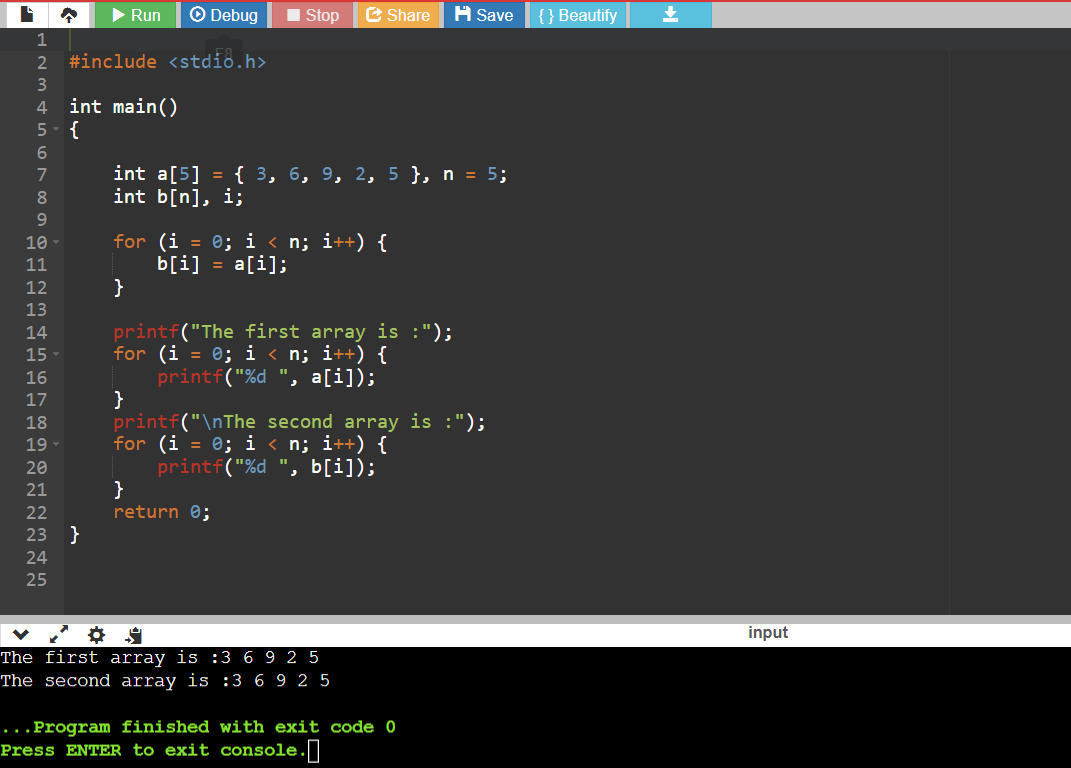 Run Debug Stop Share Save { } Beautify
F8
1
2 #include <stdio.h>
3
4 int main()
5 {
6
7 int a[5] = { 3, 6, 9, 2, 5 }, n = 5;
8 int b[n], i;
9
10 for (i = 0; i < n; i++) {
11 b[i] = a[i];
12 }
13
14 printf("The first array is :");
15 for (i = 0; i < n; i++) {
16 printf("%d ", a[i]);
17 }
18 printf("\nThe second array is :");
19 for (i = 0; i < n; i++) {
20 printf("%d ", b[i]);
21 }
22 return 0;
23 }
24
25
input
The first array is :3 6 9 2 5
The second array is :3 6 9 2 5
...Program finished with exit code 0
Press ENTER to exit console.